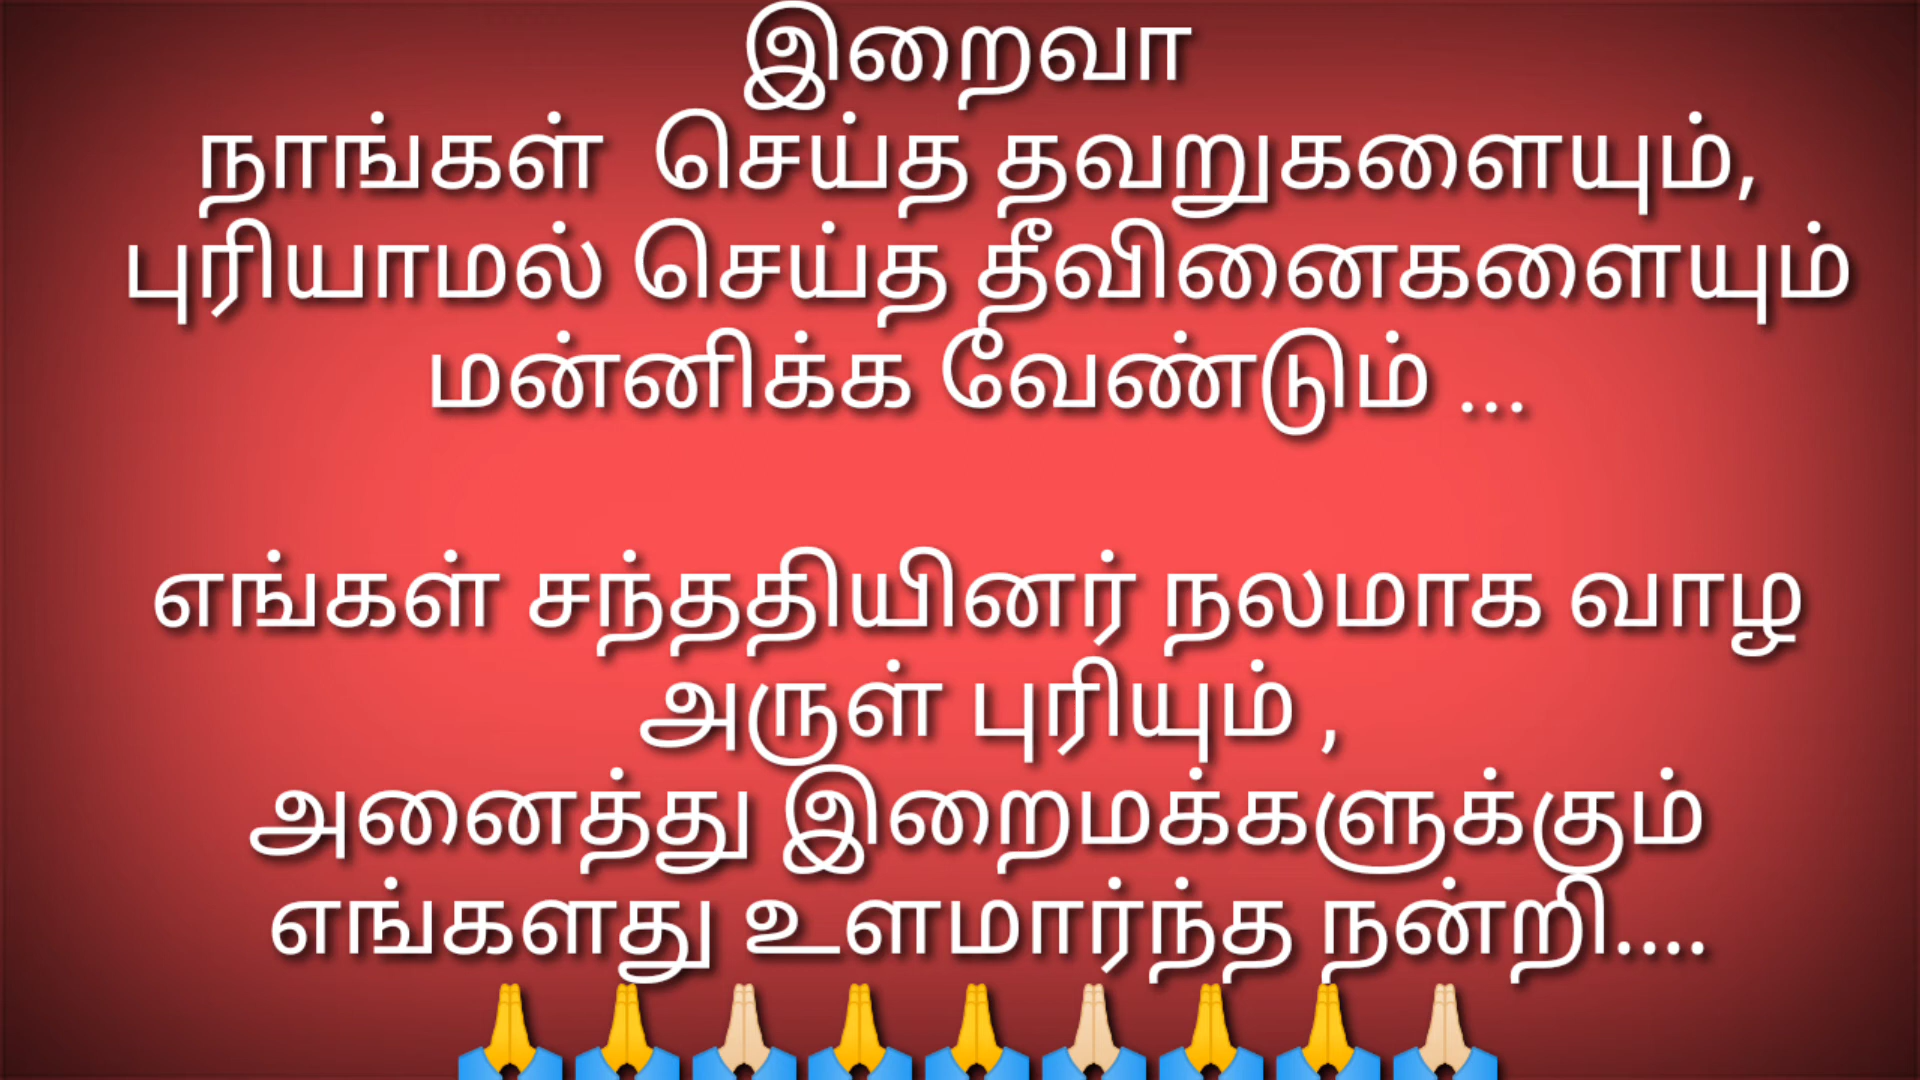 இறைவா
நாங்கள் செய்த தவறுகளையும்,
புரியாமல் செய்த தீவினைகளையும்
மன்னிக்க வேண்டும் ...
எங்கள் சந்ததியினர் நலமாக வாழ
அருள் புரியும் ,
அனைத்து இறைமக்களுக்கும்
எங்களது உளமார்ந்த நன்றி....
🙏🙏🙏🏻🙏🙏🙏🏻🙏🙏🙏🏻